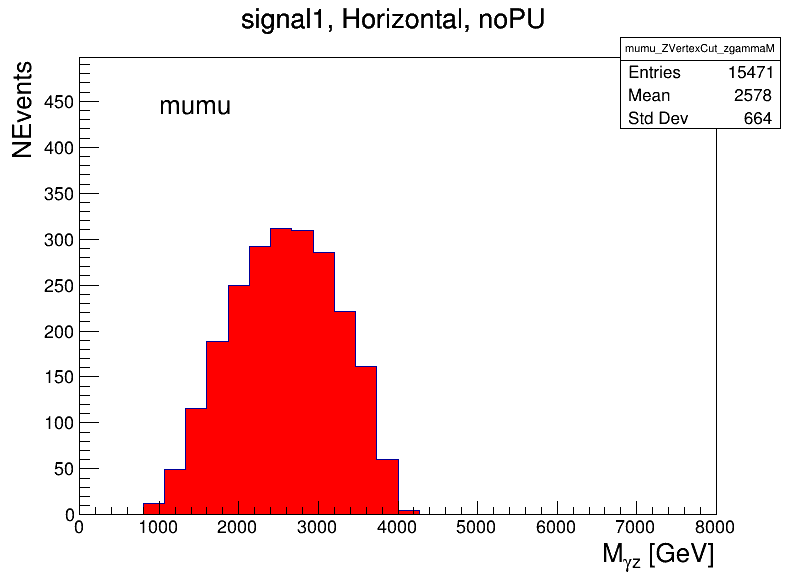 signal1, Horizontal, noPU
mumu_ZVertexCut_zgammaM
Entries 15471
Mean 2578
Std Dev 664
NEvents
mumu
450
400
350
300
250
200
150
100
50
0
0 1000 2000 3000 4000 5000 6000 7000 8000
Mγz [GeV]